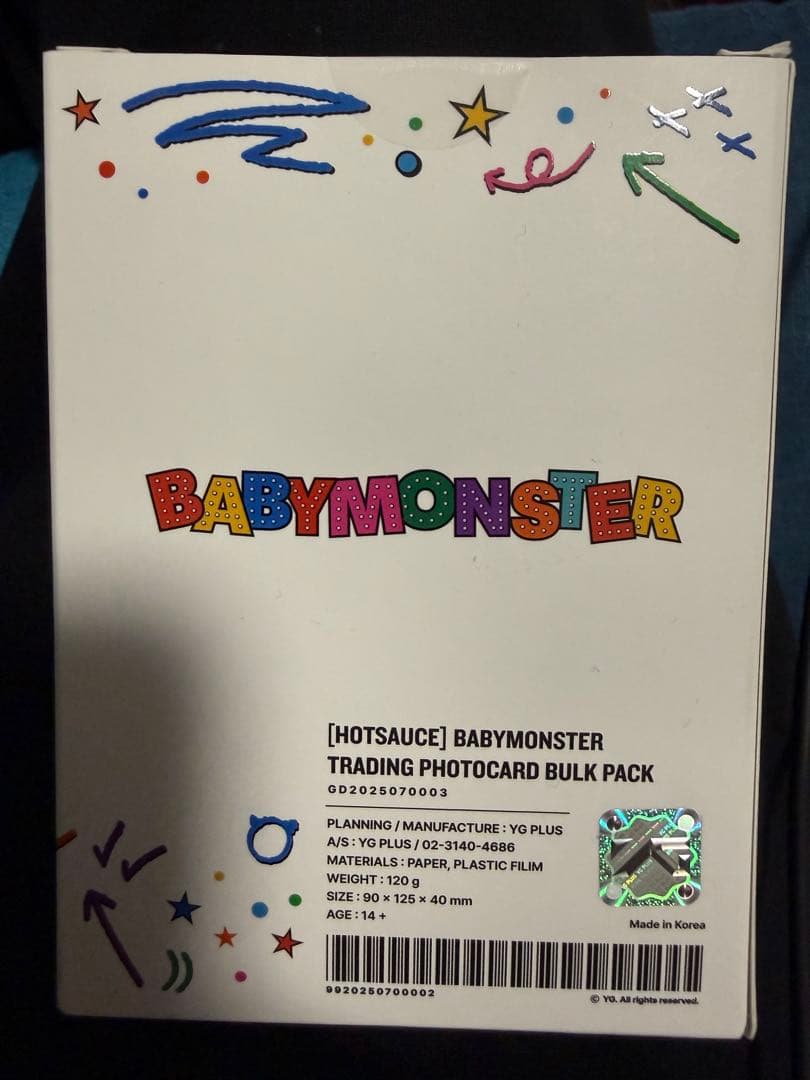 BABYMONSTER
[HOTSAUCE] BABYMONSTER
TRADING PHOTOCARD BULK PACK
GD2025070003
PLANNING / MANUFACTURE : YG PLUS
A/S : YG PLUS / 02-3140-4686
MATERIALS : PAPER, PLASTIC FILIM
WEIGHT : 120 g
SIZE : 90 × 125 × 40 mm
AGE : 14 +
Made in Korea
9920250700002
© YG. All rights reserved.